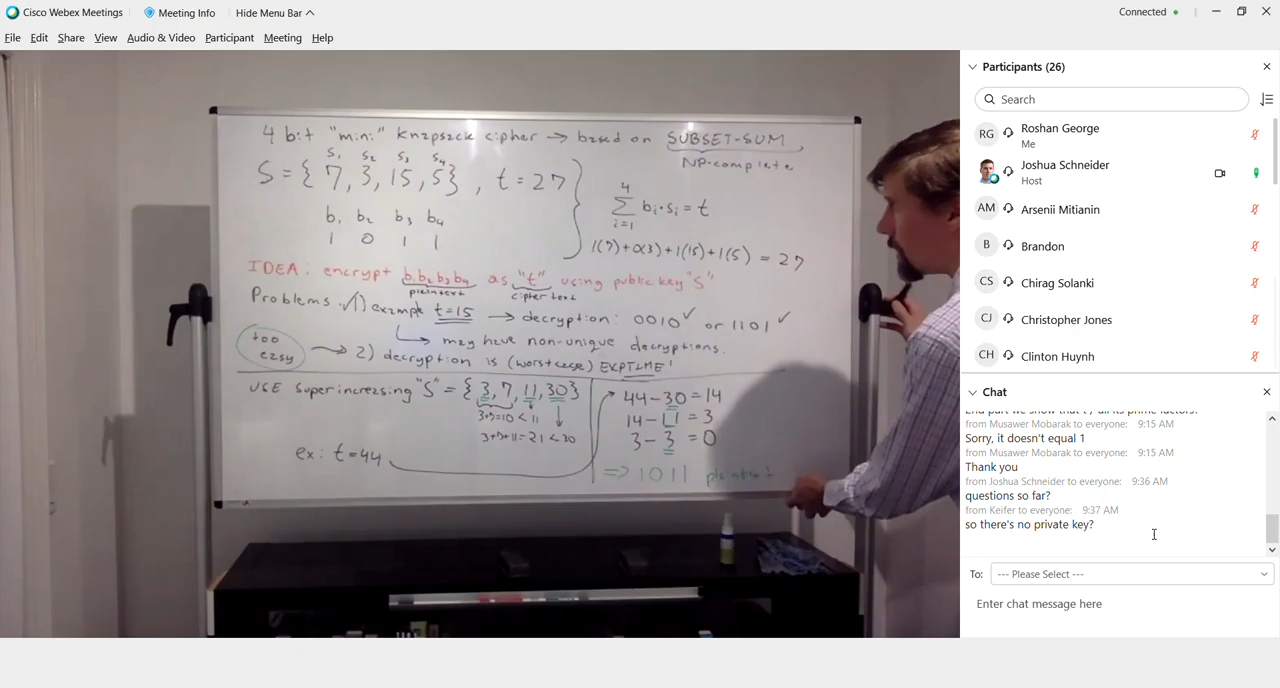 Cisco Webex Meetings Meeting Info Hide Menu Bar Connected
File Edit Share View Audio & Video Participant Meeting Help
4 bit "mini" knapsack cipher → based on SUBSET-SUM
NP-complete
s₁ s₂ s₃ s₄
S = { 7, 3, 15, 5 } , t = 27
b₁ b₂ b₃ b₄
1 0 1 1
4
∑ bᵢ·sᵢ = t
i=1
1(7)+0(3)+1(15)+1(5) = 27
IDEA: encrypt b₁b₂b₃b₄ as "t" using public key "S"
plaintext ciphertext
Problems ✓1) example t=15 → decryption: 0010 ✓ or 1101 ✓
may have non-unique decryptions.
too easy → 2) decryption is (worst case) EXPTIME!
USE superincreasing "S" = { 3, 7, 11, 30 }
3+7=10 < 11
3+7+11=21 < 30
ex: t=44
44-30=14
14-11=3
3-3=0
⇒ 1011 plaintext
Participants (26)
Search
RG Roshan George
Me
Joshua Schneider
Host
AM Arsenii Mitianin
B Brandon
CS Chirag Solanki
CJ Christopher Jones
CH Clinton Huynh
Chat
from Musawer Mobarak to everyone: 9:15 AM
Sorry, it doesn't equal 1
from Musawer Mobarak to everyone: 9:15 AM
Thank you
from Joshua Schneider to everyone: 9:36 AM
questions so far?
from Keifer to everyone: 9:37 AM
so there's no private key?
To: --- Please Select ---
Enter chat message here